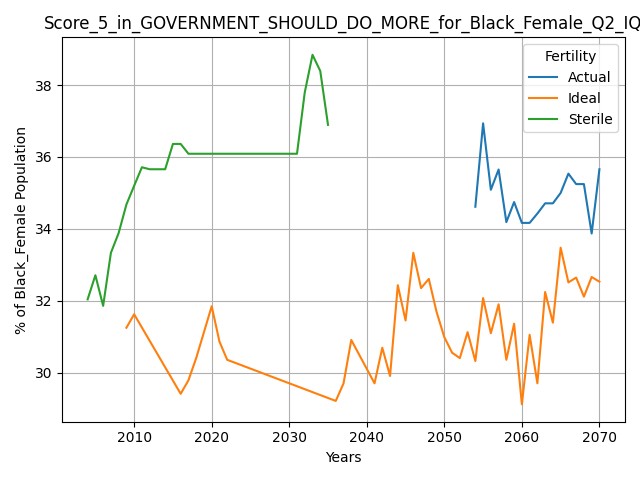 Score_5_in_GOVERNMENT_SHOULD_DO_MORE_for_Black_Female_Q2_IQ
Fertility
Actual
Ideal
Sterile
% of Black_Female Population
38
36
34
32
30
2010 2020 2030 2040 2050 2060 2070
Years